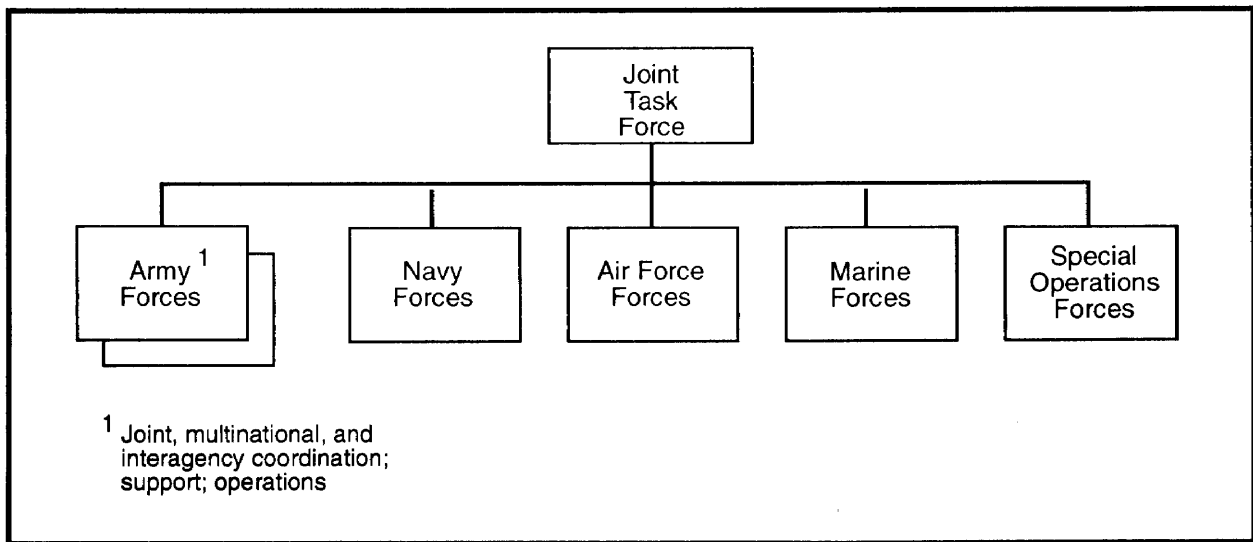 Joint
Task
Force
Army 1
Forces
Navy
Forces
Air Force
Forces
Marine
Forces
Special
Operations
Forces
1 Joint, multinational, and
interagency coordination;
support; operations